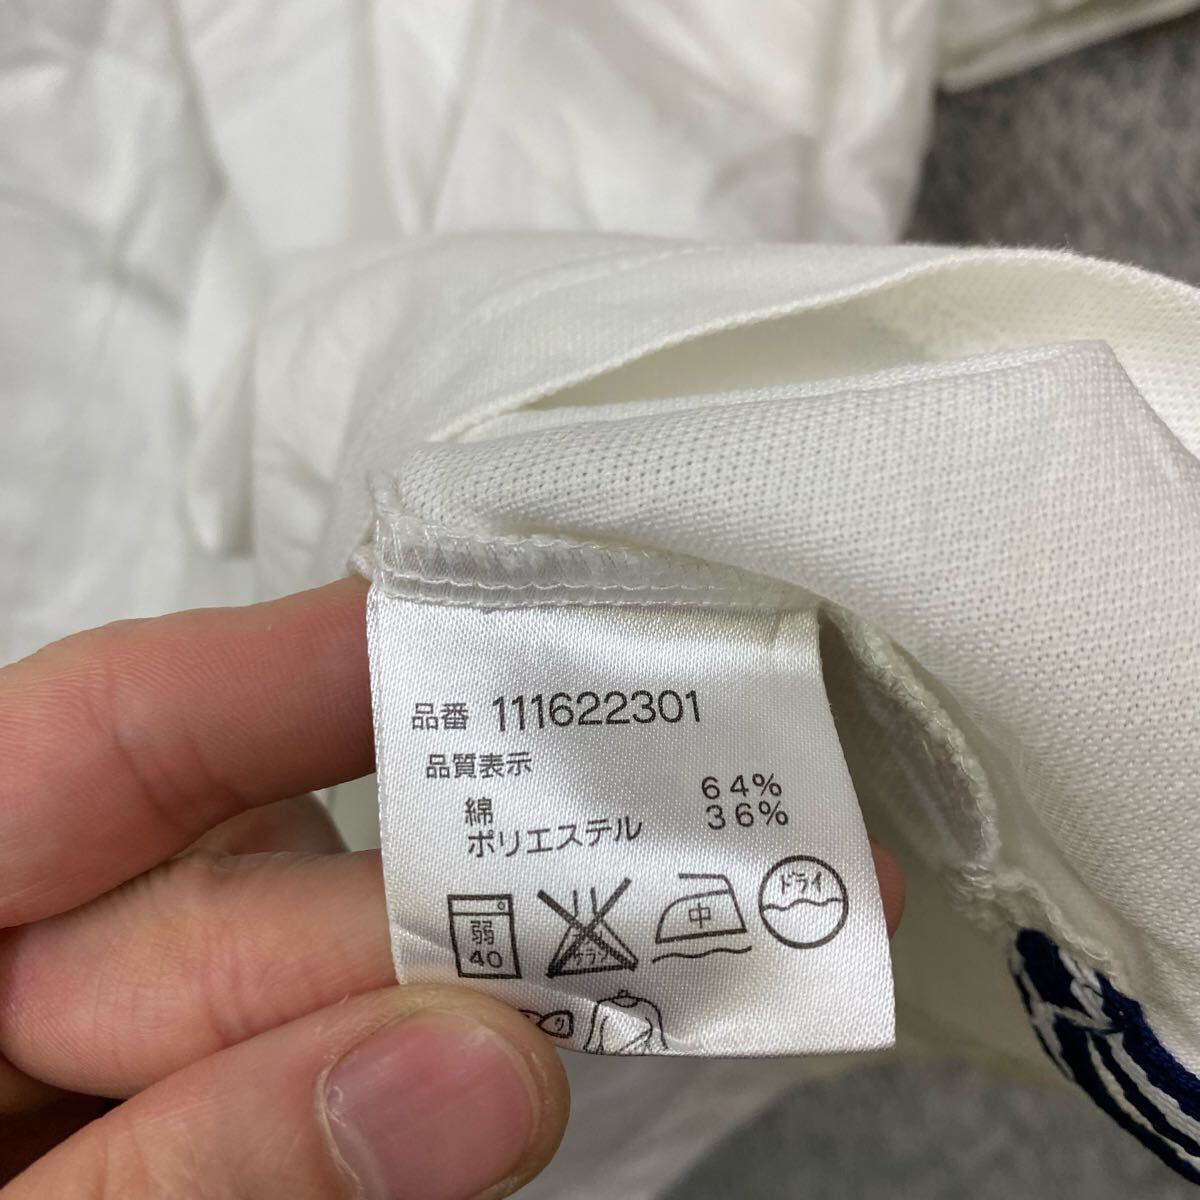 品番 111622301
品質表示
綿 64%
ポリエステル 36%
弱
40
中
ドライ